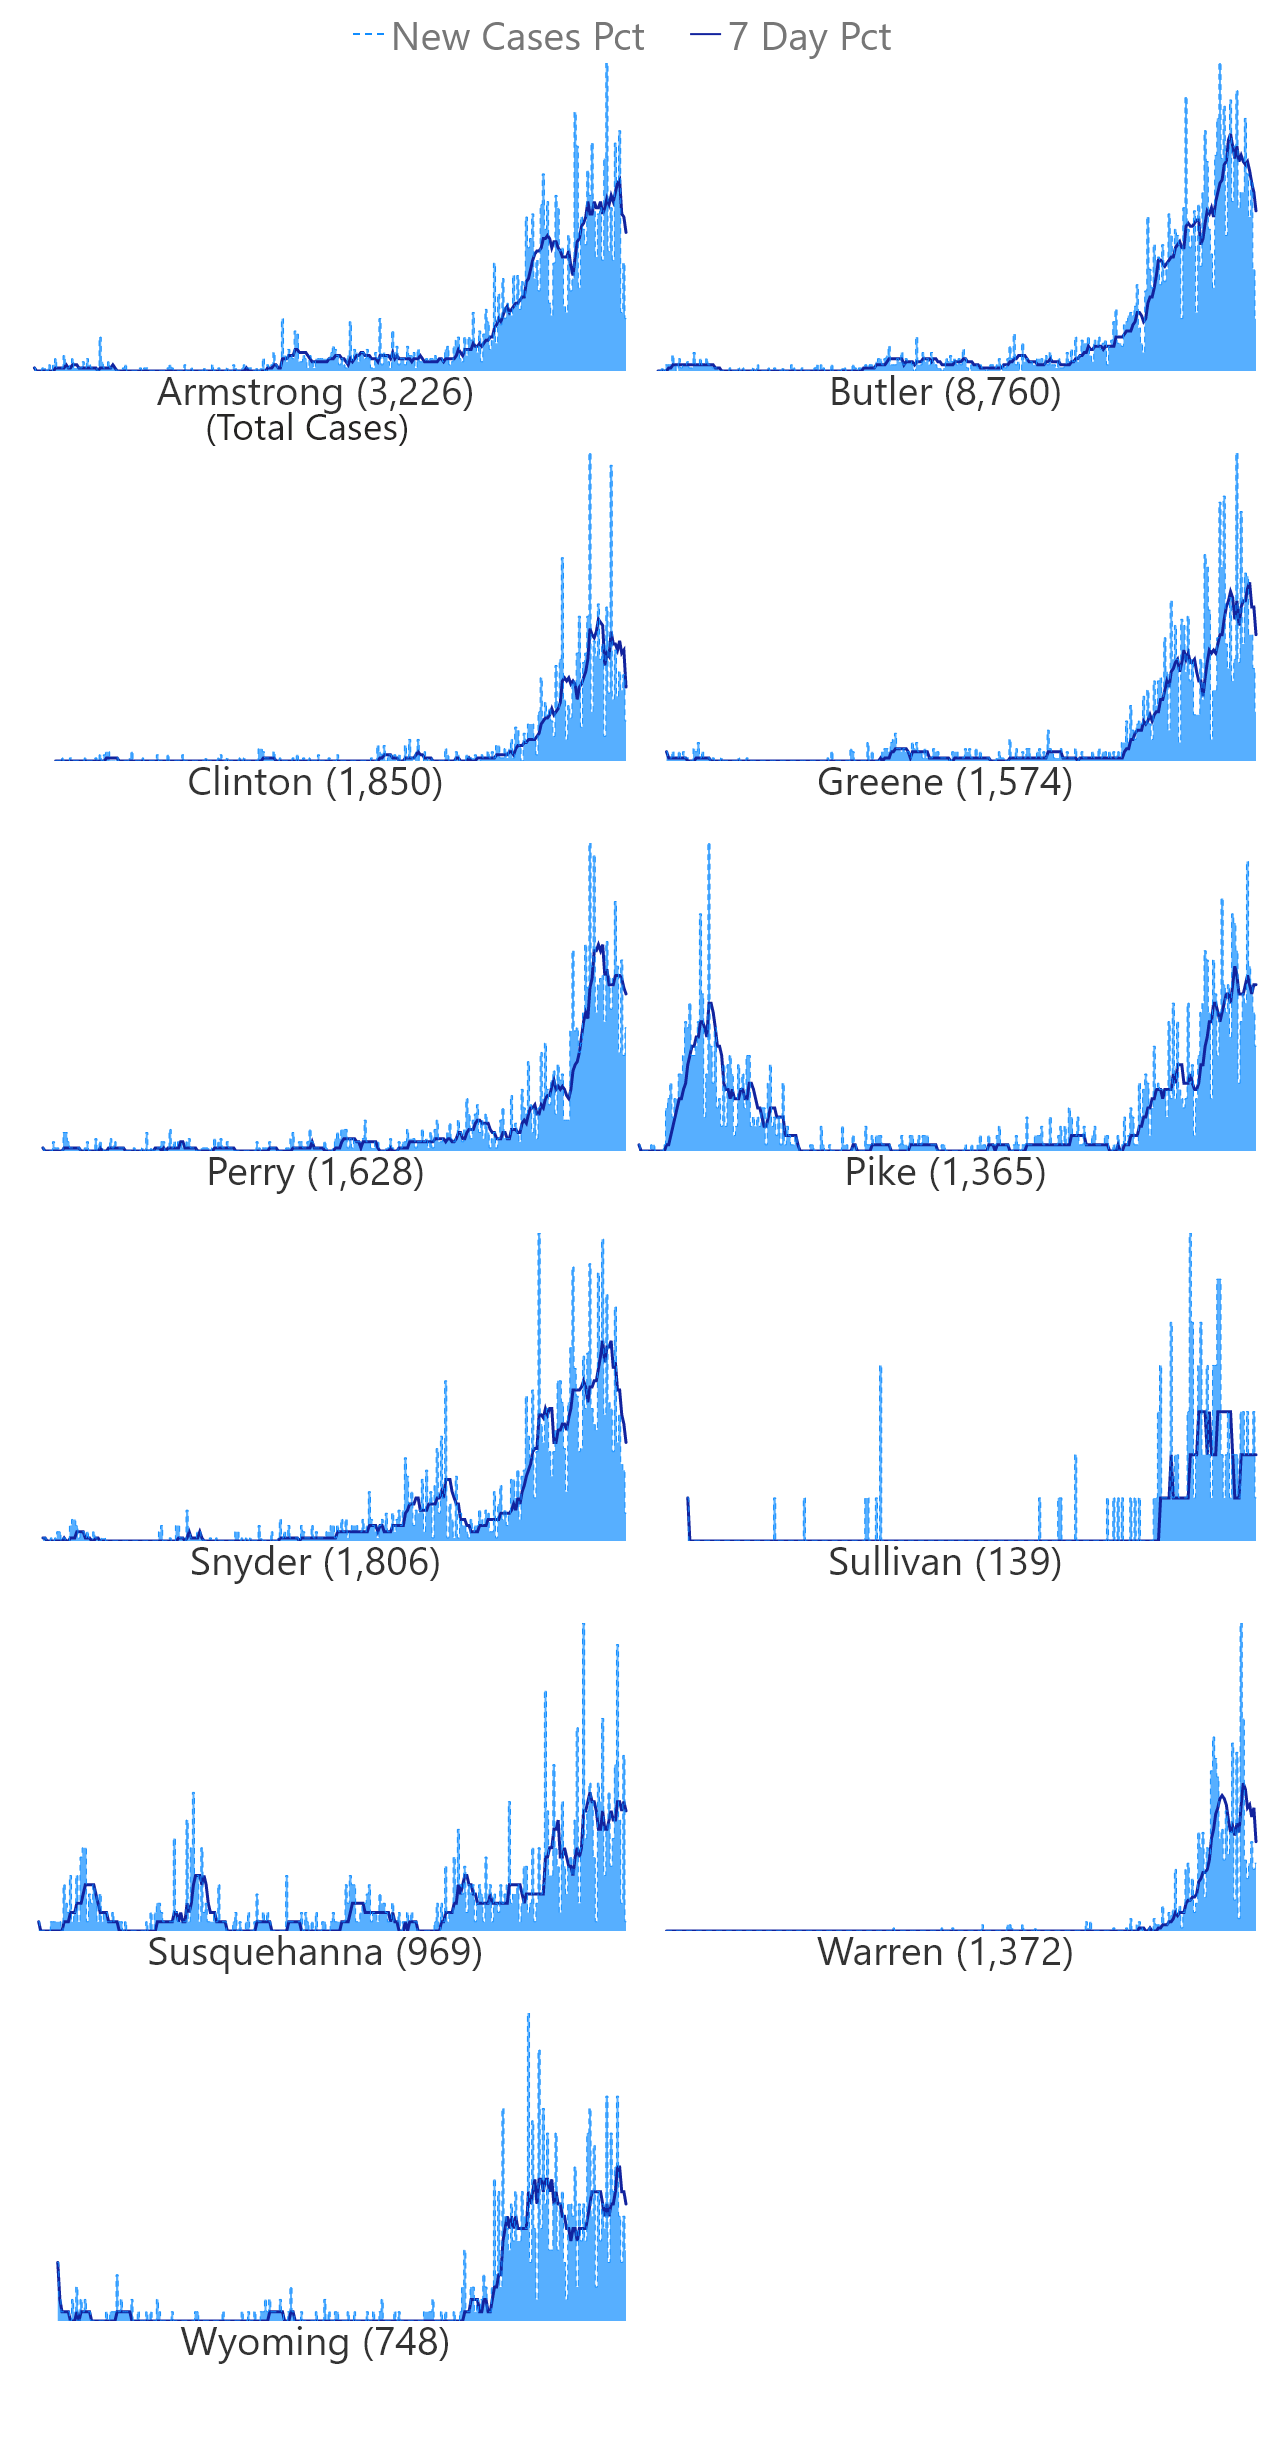 New Cases Pct 7 Day Pct
Armstrong (3,226)
(Total Cases)
Butler (8,760)
Clinton (1,850)
Greene (1,574)
Perry (1,628)
Pike (1,365)
Snyder (1,806)
Sullivan (139)
Susquehanna (969)
Warren (1,372)
Wyoming (748)